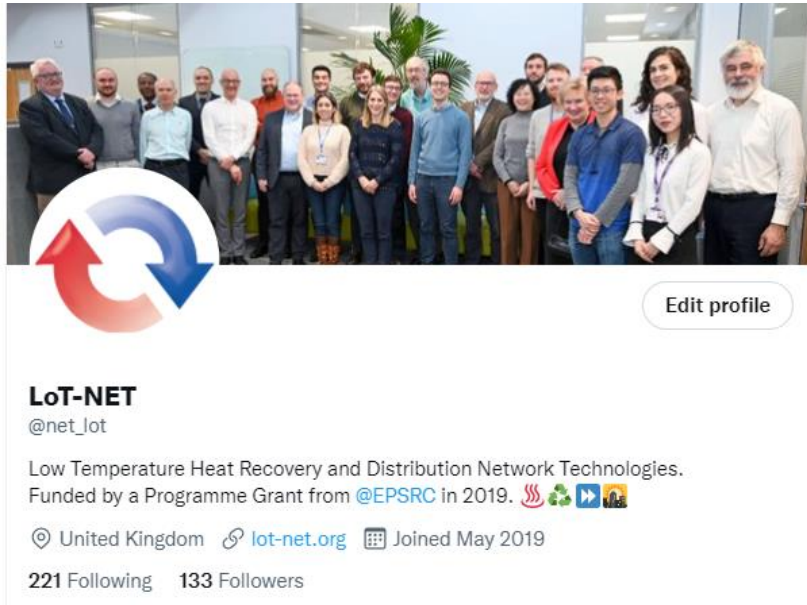 Edit profile
LoT-NET
@net_lot
Low Temperature Heat Recovery and Distribution Network Technologies.
Funded by a Programme Grant from @EPSRC in 2019. ♨️♻️⏩🌇
United Kingdom lot-net.org Joined May 2019
221 Following 133 Followers